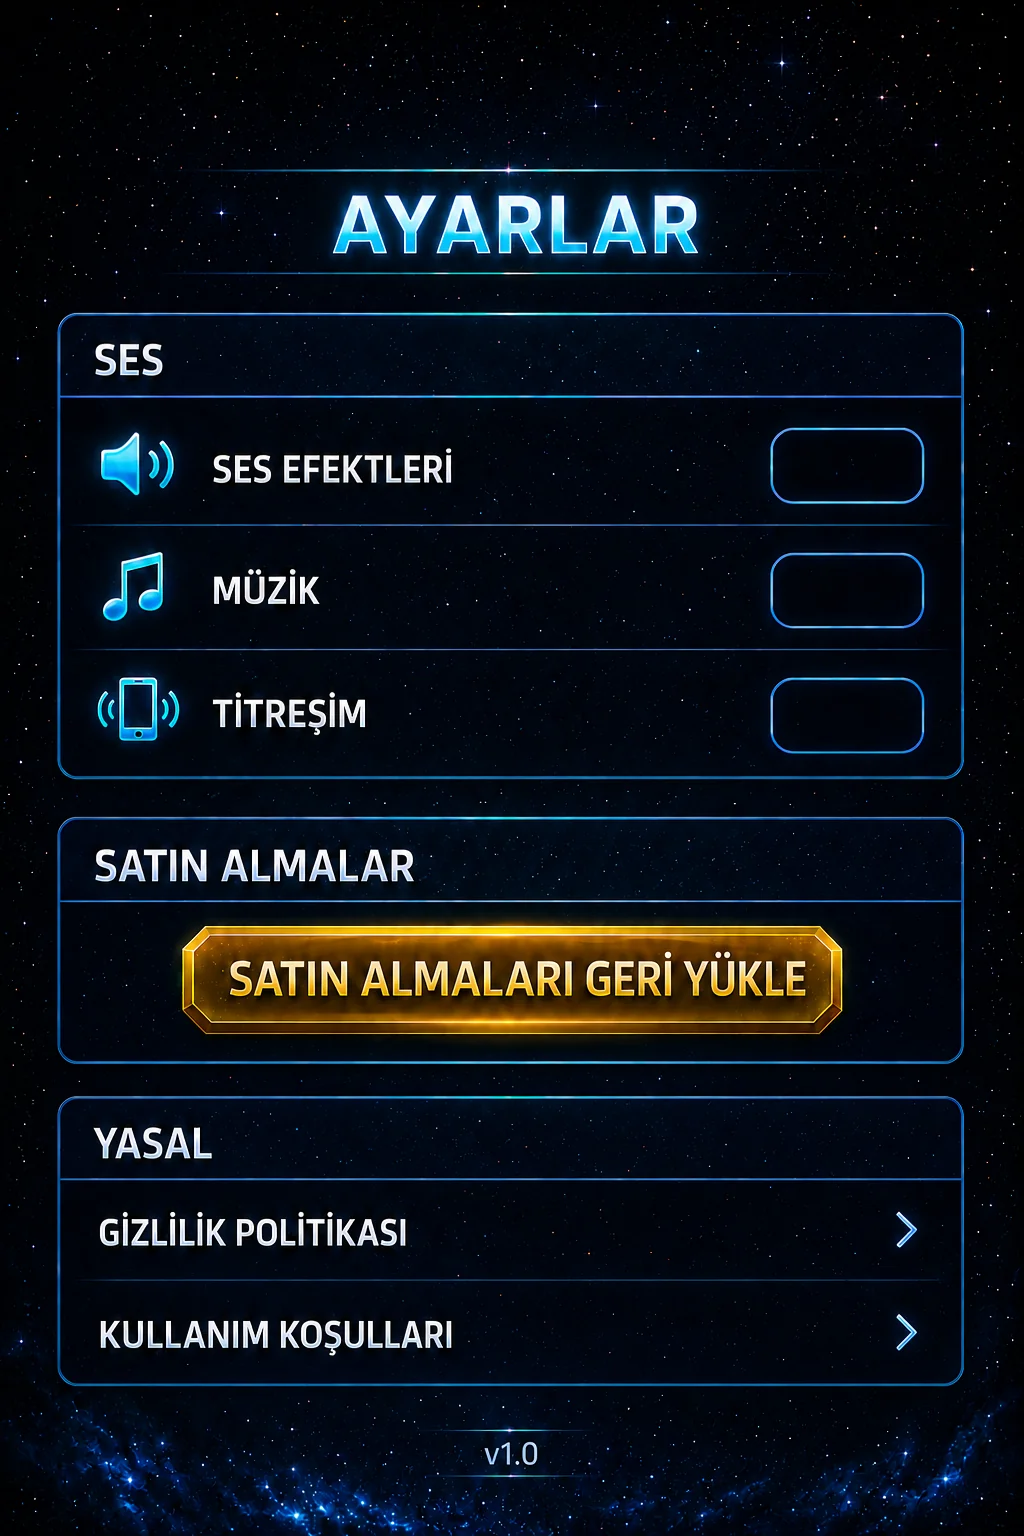 AYARLAR
SES
SES EFEKTLERİ
MÜZİK
TİTREŞİM
SATIN ALMALAR
SATIN ALMALARI GERİ YÜKLE
YASAL
GİZLİLİK POLİTİKASI
KULLANIM KOŞULLARI
v1.0